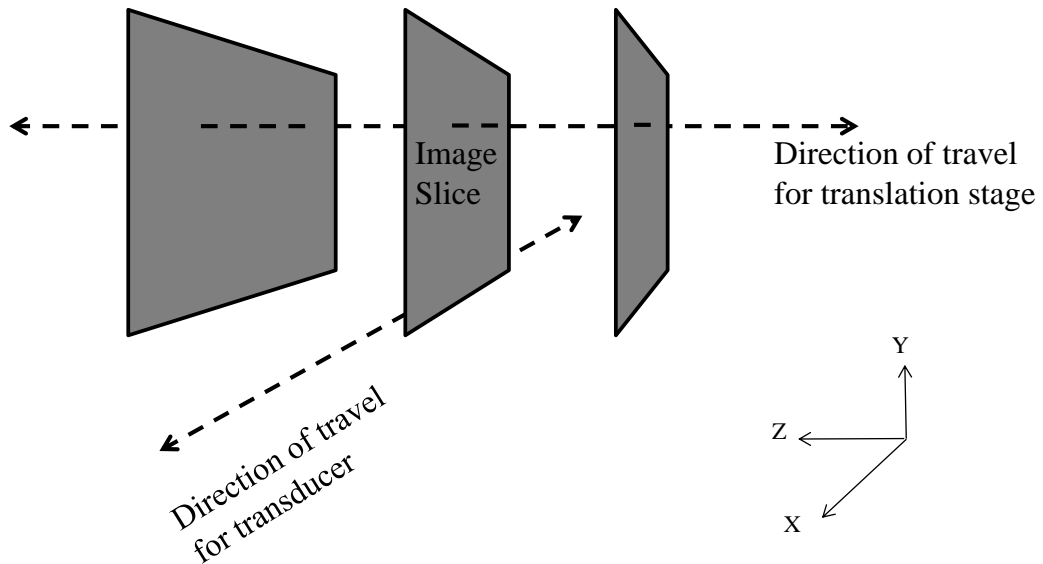 Image
Slice
Direction of travel
for translation stage
Direction of travel
for transducer
Y
Z
X